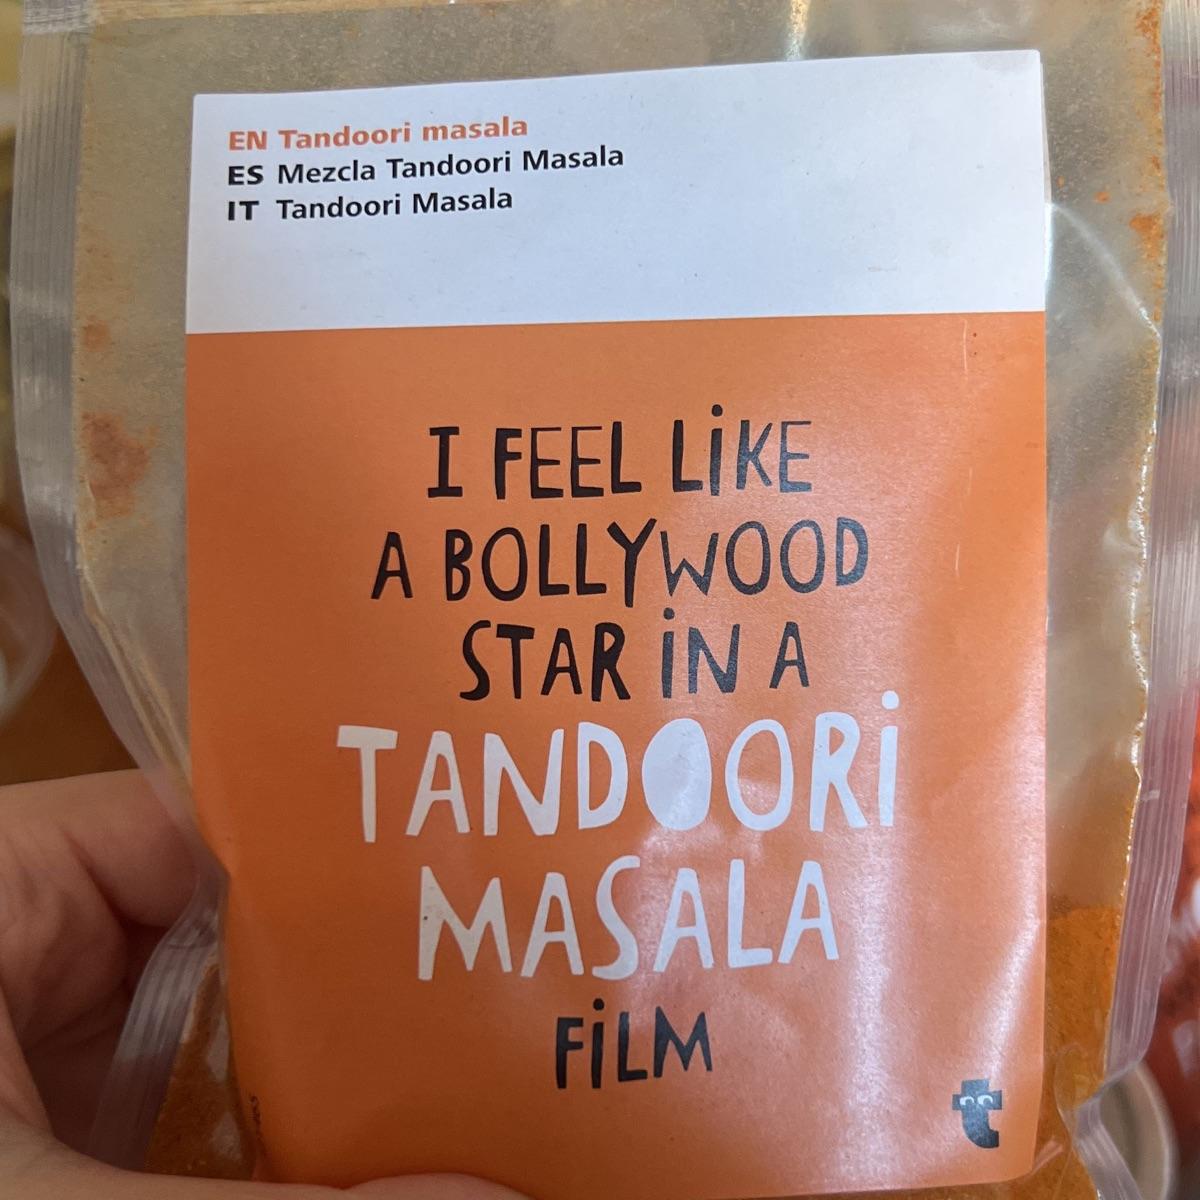 EN Tandoori masala
ES Mezcla Tandoori Masala
IT Tandoori Masala
I FEEL LiKE
A BOLLYWOOD
STAR iN A
TANDOORi
MASALA
FiLM
t